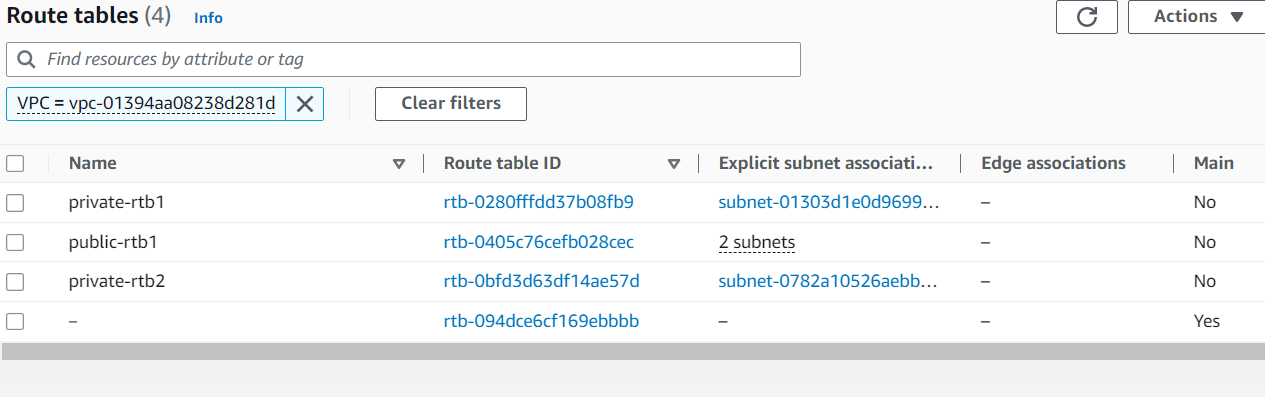 Route tables (4) Info Actions
Find resources by attribute or tag
VPC = vpc-01394aa08238d281d Clear filters
Name Route table ID Explicit subnet associati… Edge associations Main
private-rtb1 rtb-0280fffdd37b08fb9 subnet-01303d1e0d9699… – No
public-rtb1 rtb-0405c76cefb028cec 2 subnets – No
private-rtb2 rtb-0bfd3d63df14ae57d subnet-0782a10526aebb… – No
– rtb-094dce6cf169ebbbb – – Yes